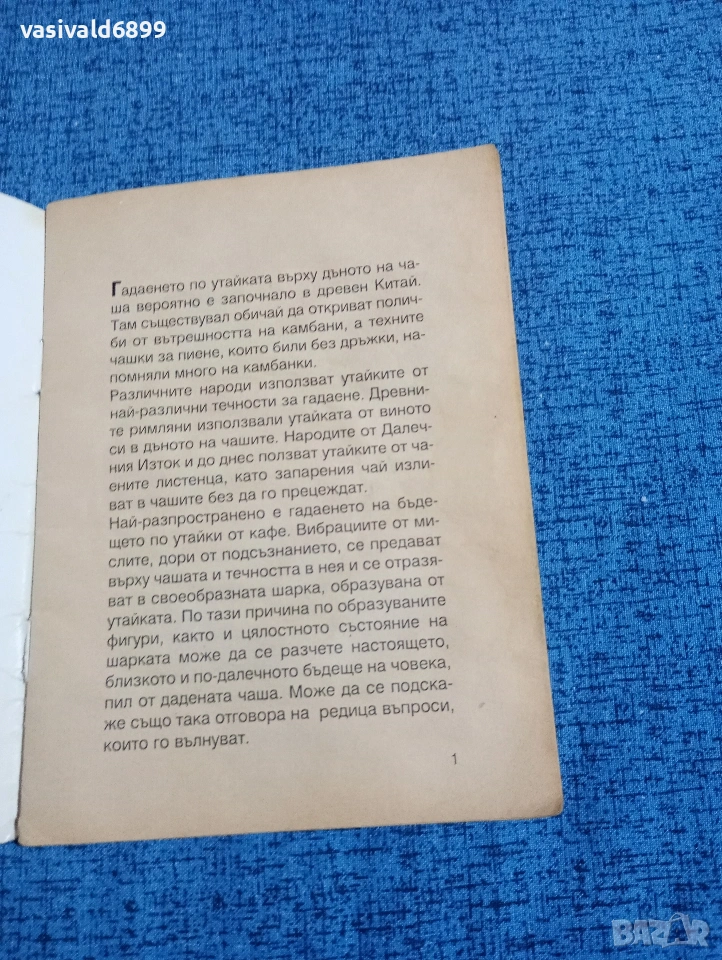 vasivald6899
Гадаенето по утайката върху дъното на ча-
ша вероятно е започнало в древен Китай.
Там съществувал обичай да откриват полич-
би от вътрешността на камбани, а техните
чашки за пиене, които били без дръжки, на-
помняли много на камбанки.
Различните народи използват утайките от
най-различни течности за гадаене. Древни-
те римляни използвали утайката от виното
си в дъното на чашите. Народите от Далеч-
ния Изток и до днес ползват утайките от ча-
ените листенца, като запарения чай изли-
ват в чашите без да го прецеждат.
Най-разпространено е гадаенето на бъде-
щето по утайки от кафе. Вибрациите от ми-
слите, дори от подсъзнанието, се предават
върху чашата и течността в нея и се отразя-
ват в своеобразната шарка, образувана от
утайката. По тази причина по образуваните
фигури, както и цялостното състояние на
шарката може да се разчете настоящето,
близкото и по-далечното бъдеще на човека,
пил от дадената чаша. Може да се подска-
же също така отговора на редица въпроси,
които го вълнуват.
1
BAZAR